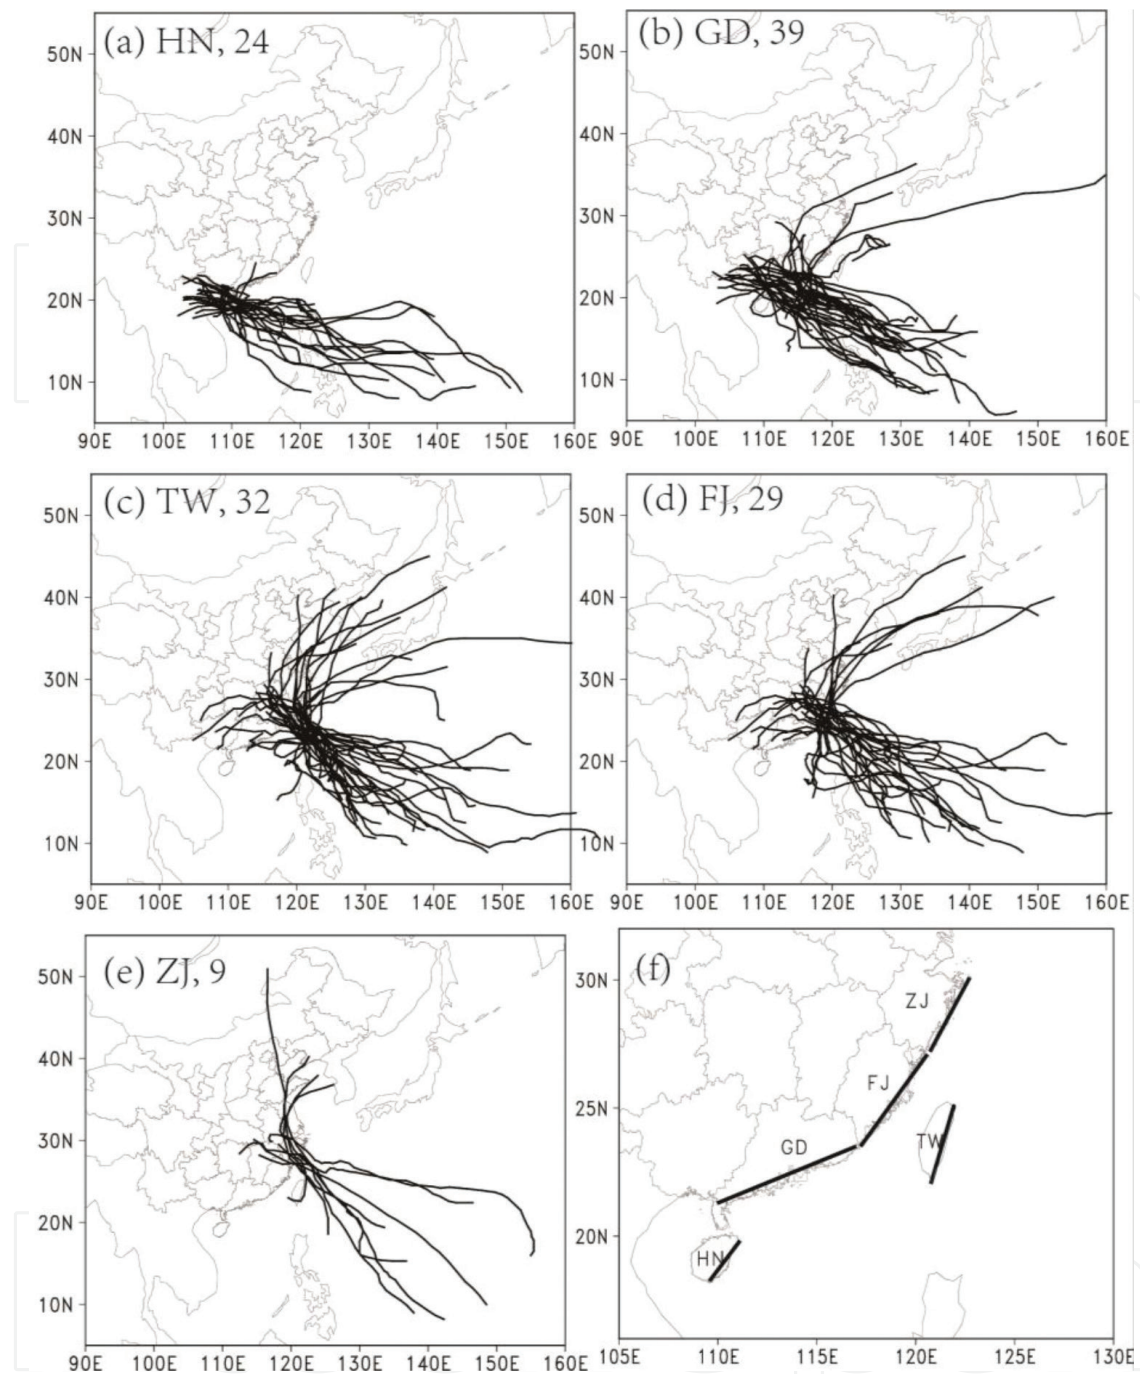 (a) HN, 24
50N
40N
30N
20N
10N
90E 100E 110E 120E 130E 140E 150E 160E
(b) GD, 39
50N
40N
30N
20N
10N
90E 100E 110E 120E 130E 140E 150E 160E
(c) TW, 32
50N
40N
30N
20N
10N
90E 100E 110E 120E 130E 140E 150E 160E
(d) FJ, 29
50N
40N
30N
20N
10N
90E 100E 110E 120E 130E 140E 150E 160E
(e) ZJ, 9
50N
40N
30N
20N
10N
90E 100E 110E 120E 130E 140E 150E 160E
(f)
30N
ZJ
FJ
25N
TW
GD
20N
HN
105E 110E 115E 120E 125E 130E